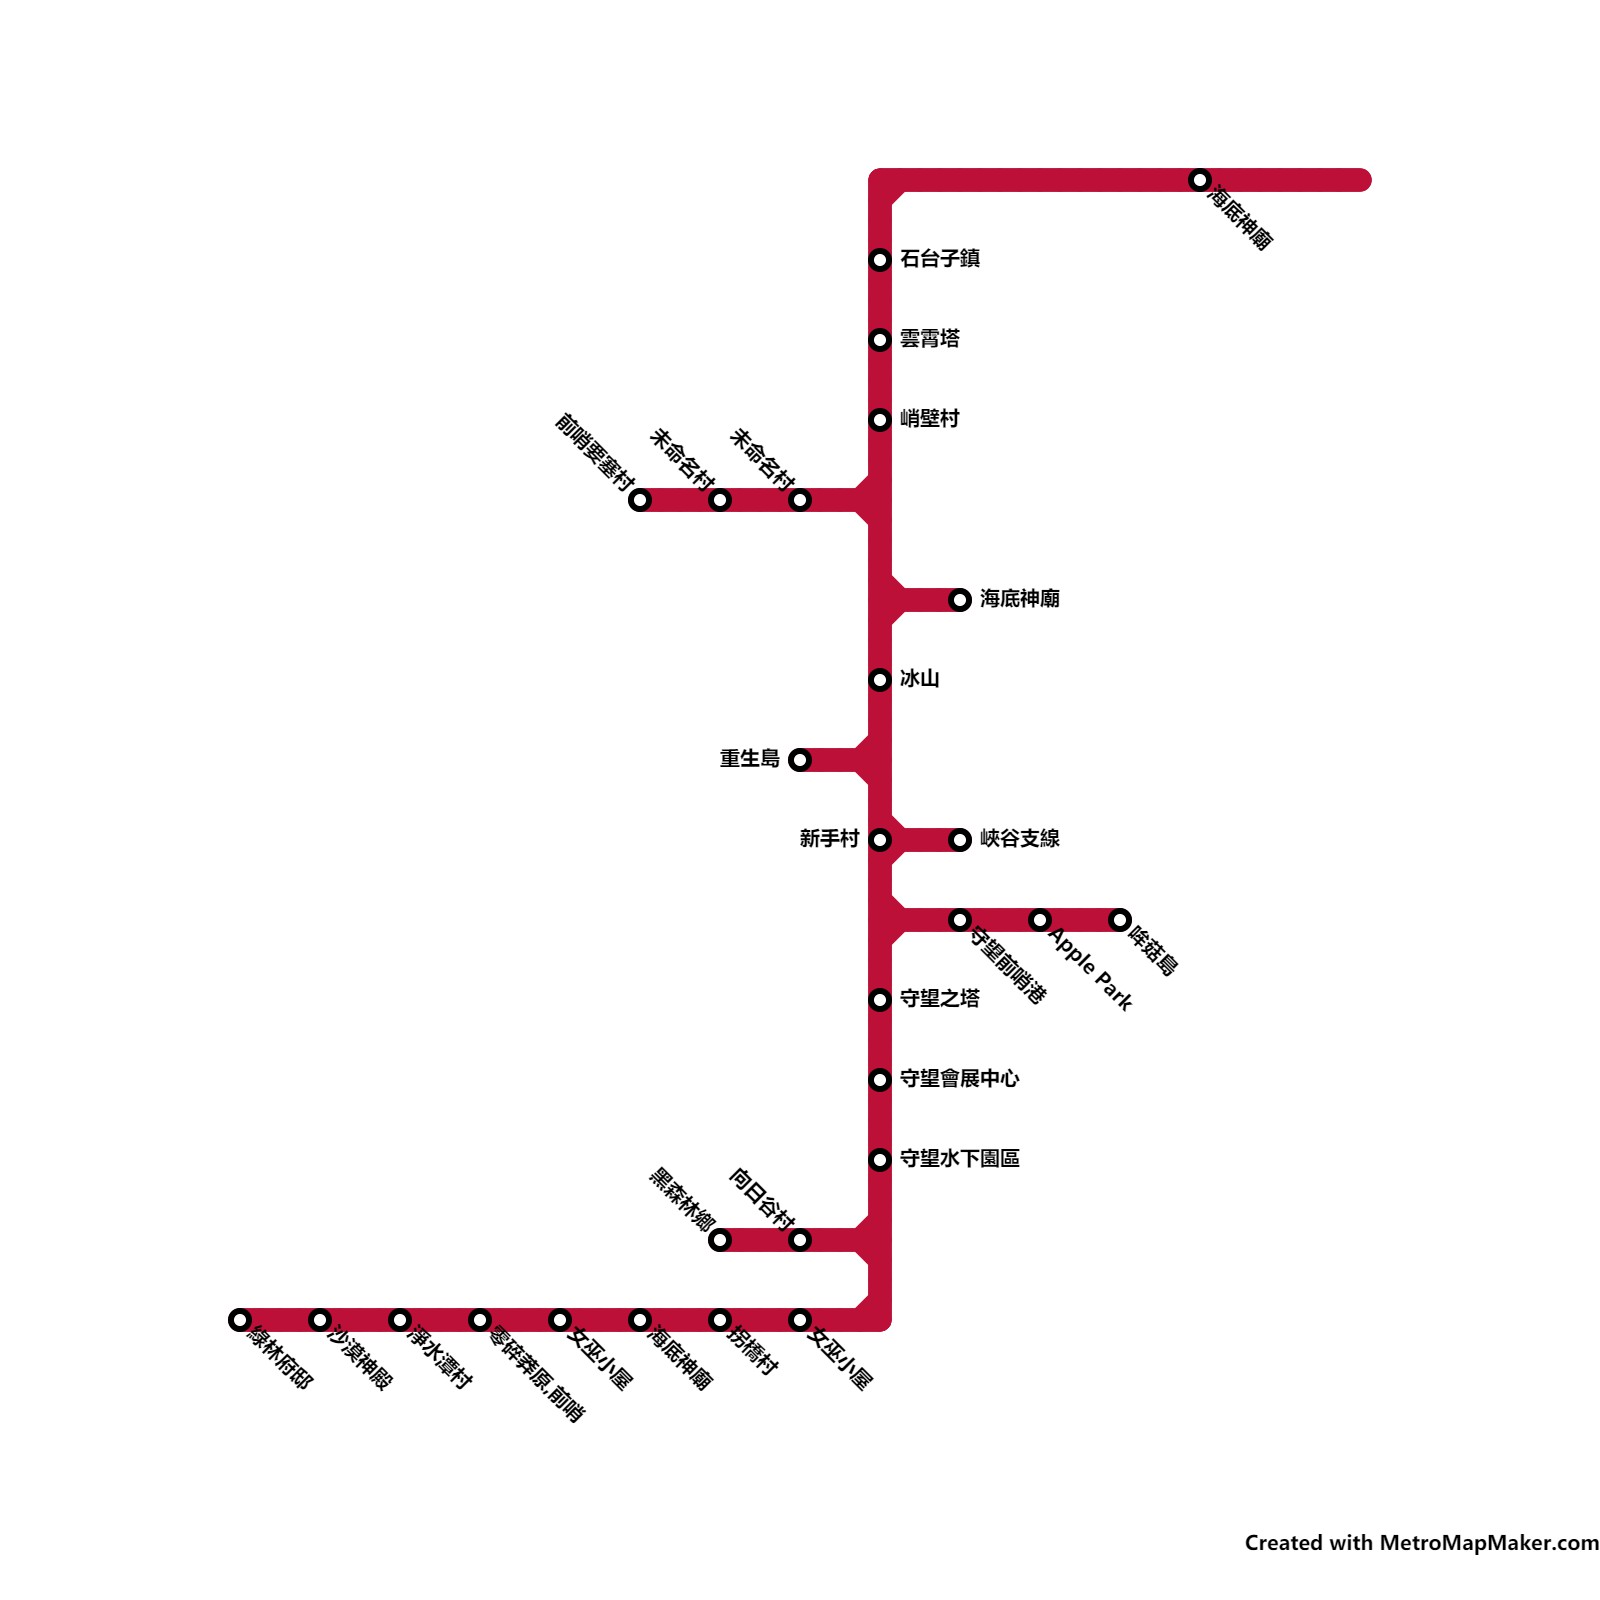 海底神廟
石台子鎮
雲霄塔
峭壁村
前哨要塞村
未命名村
未命名村
海底神廟
冰山
重生島
新手村
峽谷支線
守望前哨港
Apple Park
哞菇島
守望之塔
守望會展中心
守望水下園區
黑森林鄉
向日谷村
綠林府邸
沙漠神殿
淨水潭村
零碎莽原,前哨
女巫小屋
海底神廟
拐橋村
女巫小屋
Created with MetroMapMaker.com